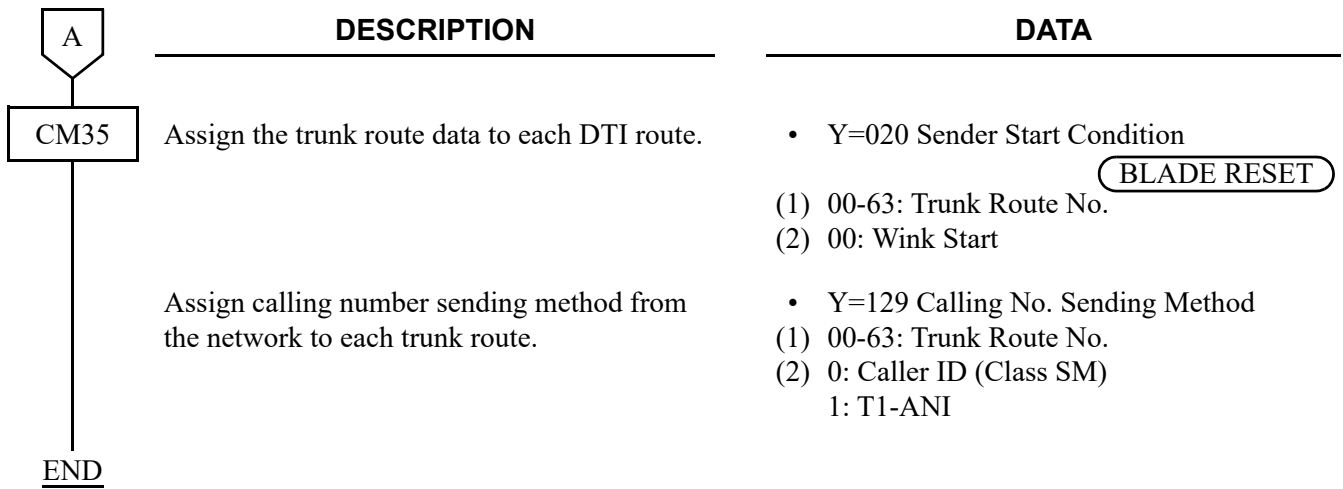 A
DESCRIPTION
DATA
CM35
Assign the trunk route data to each DTI route.
• Y=020 Sender Start Condition
BLADE RESET
(1) 00-63: Trunk Route No.
(2) 00: Wink Start
Assign calling number sending method from
the network to each trunk route.
• Y=129 Calling No. Sending Method
(1) 00-63: Trunk Route No.
(2) 0: Caller ID (Class SM)
1: T1-ANI
END